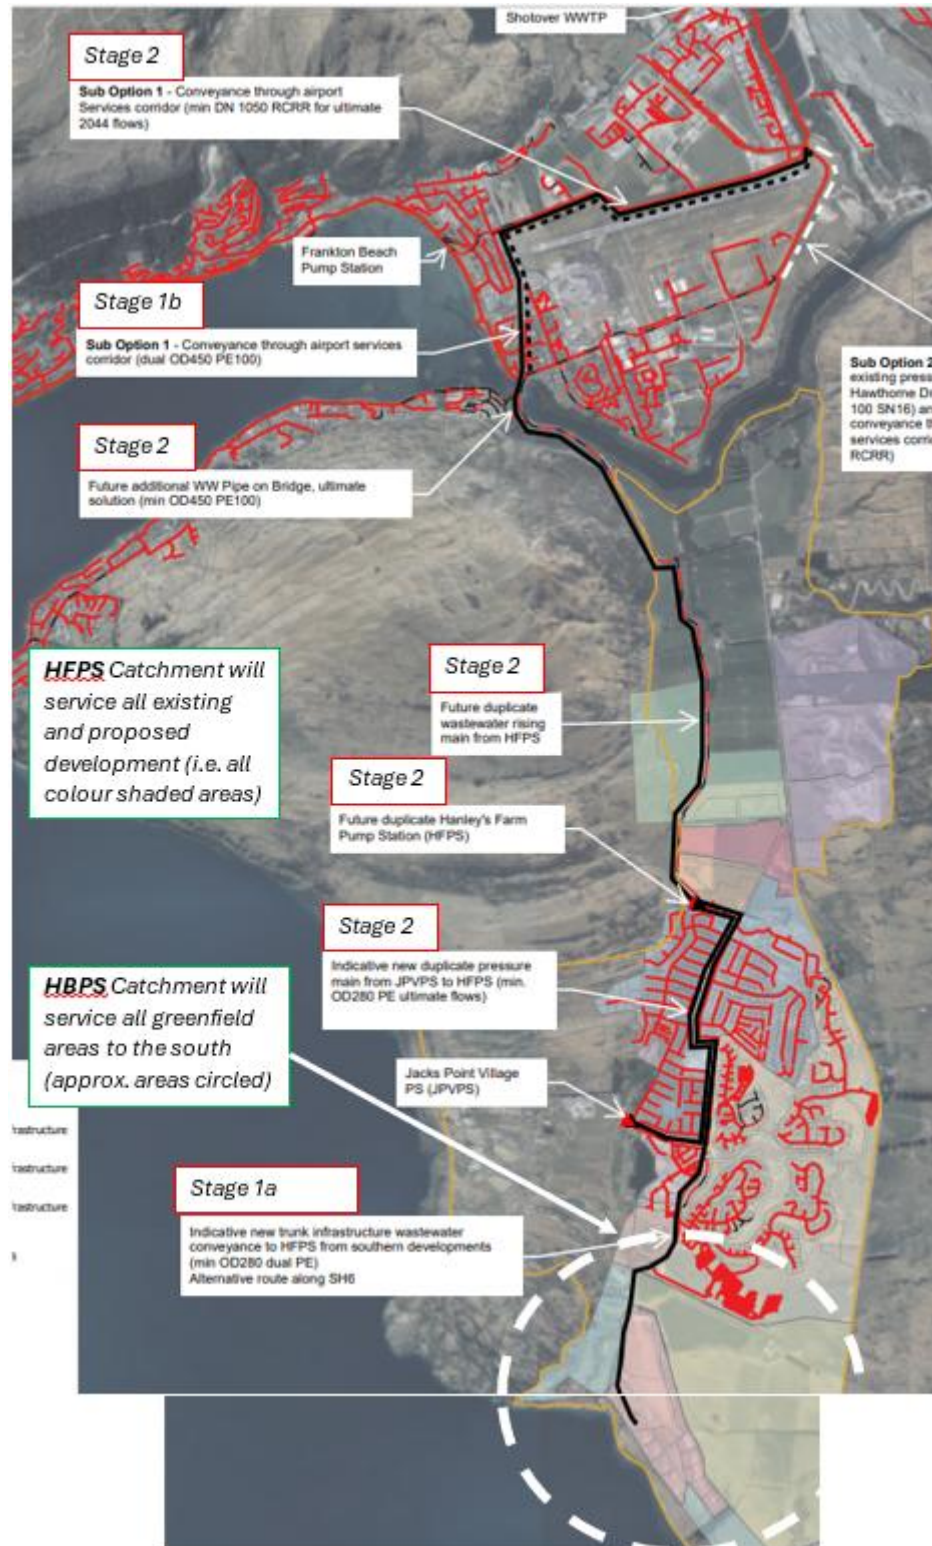 Shotover WWTP
Stage 2
Sub Option 1 - Conveyance through airport
Services corridor (min DN 1050 RCRR for ultimate
2044 flows)
Frankton Beach
Pump Station
Stage 1b
Sub Option 1 - Conveyance through airport services
corridor (dual OD450 PE100)
Sub Option 2
existing press
Hawthorne Dr
100 SN16) an
conveyance th
services corri
RCRR)
Stage 2
Future additional WW Pipe on Bridge, ultimate
solution (min OD450 PE100)
HFPS Catchment will
service all existing
and proposed
development (i.e. all
colour shaded areas)
Stage 2
Future duplicate
wastewater rising
main from HFPS
Stage 2
Future duplicate Hanley's Farm
Pump Station (HFPS)
Stage 2
Indicative new duplicate pressure
main from JPVPS to HFPS (min.
OD280 PE ultimate flows)
HBPS Catchment will
service all greenfield
areas to the south
(approx. areas circled)
Jacks Point Village
PS (JPVPS)
frastructure
frastructure
frastructure
s
Stage 1a
Indicative new trunk infrastructure wastewater
conveyance to HFPS from southern developments
(min OD280 dual PE)
Alternative route along SH6